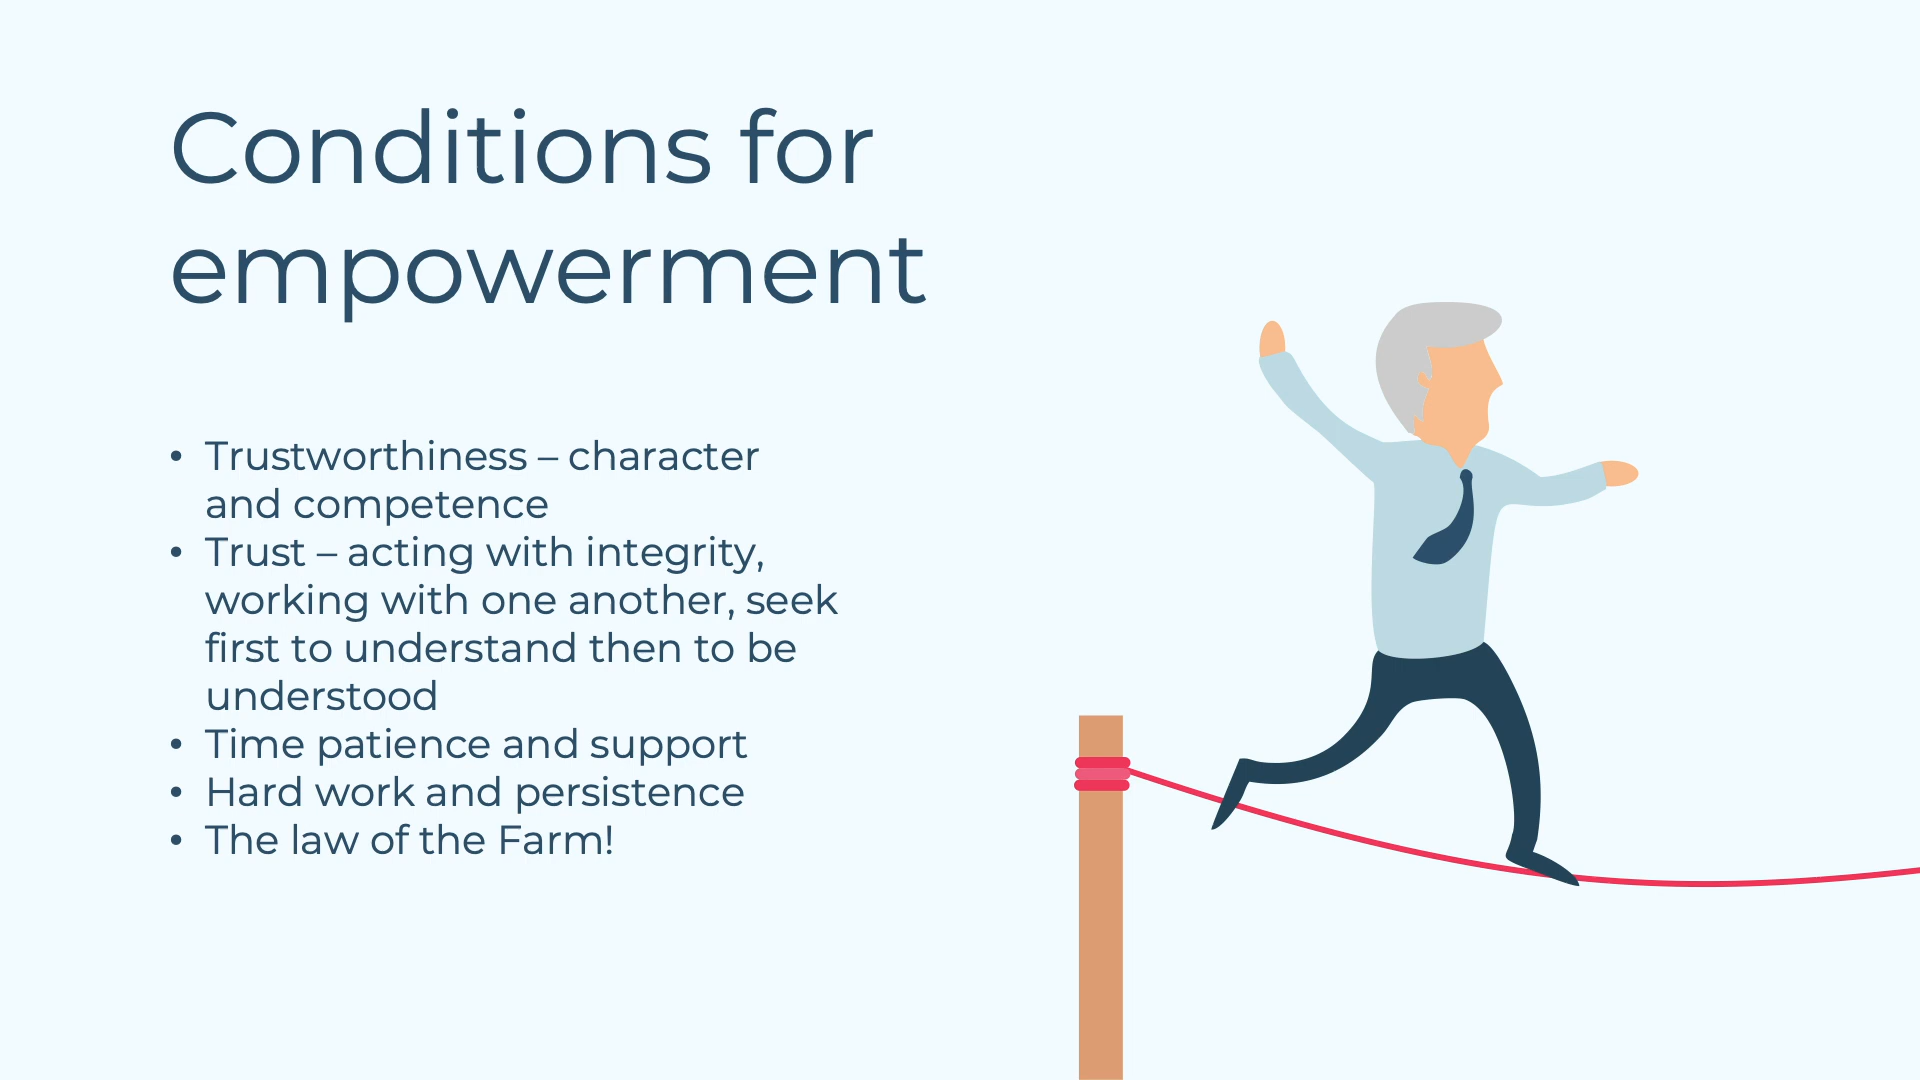 Conditions for
empowerment
• Trustworthiness – character
and competence
• Trust – acting with integrity,
working with one another, seek
first to understand then to be
understood
• Time patience and support
• Hard work and persistence
• The law of the Farm!